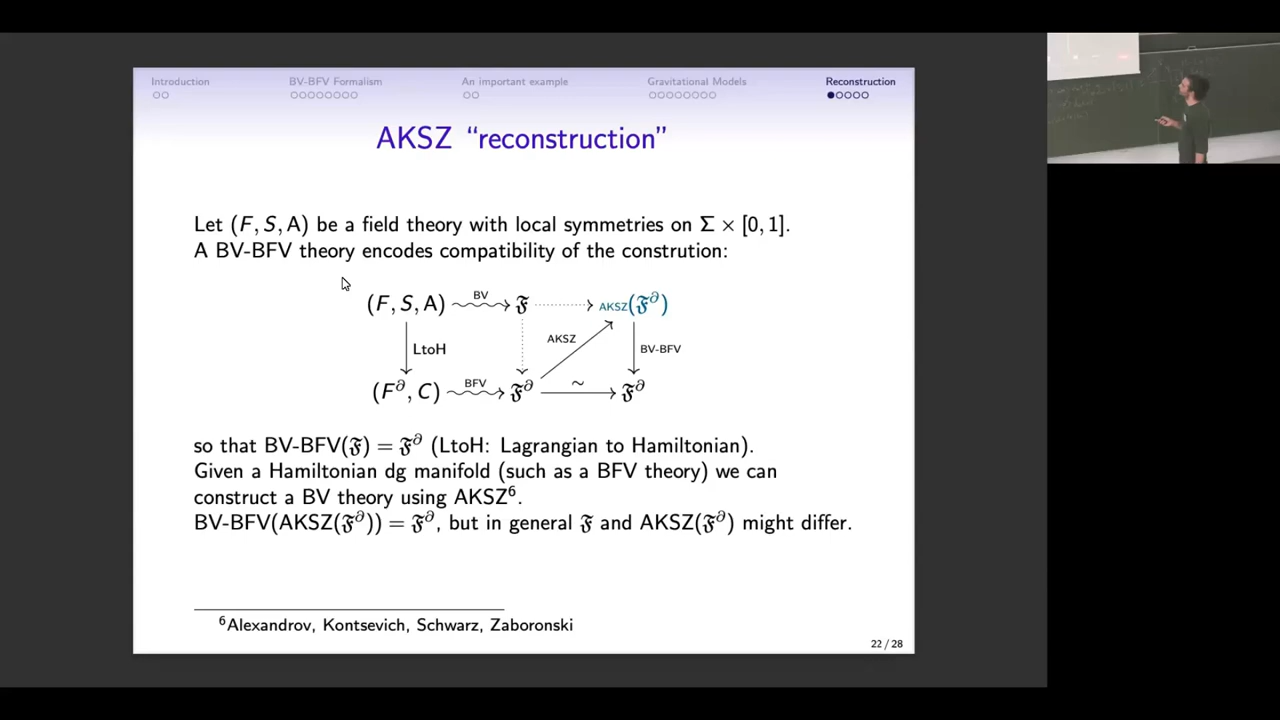 Introduction BV-BFV Formalism An important example Gravitational Models Reconstruction
AKSZ “reconstruction”
Let (F, S, A) be a field theory with local symmetries on Σ × [0, 1].
A BV-BFV theory encodes compatibility of the constrution:
(F, S, A) BV 𝔉 AKSZ(𝔉^∂)
LtoH AKSZ BV-BFV
(F^∂, C) BFV 𝔉^∂ ∼ 𝔉^∂
so that BV-BFV(𝔉) = 𝔉^∂ (LtoH: Lagrangian to Hamiltonian).
Given a Hamiltonian dg manifold (such as a BFV theory) we can
construct a BV theory using AKSZ⁶.
BV-BFV(AKSZ(𝔉^∂)) = 𝔉^∂, but in general 𝔉 and AKSZ(𝔉^∂) might differ.
⁶Alexandrov, Kontsevich, Schwarz, Zaboronski
22 / 28